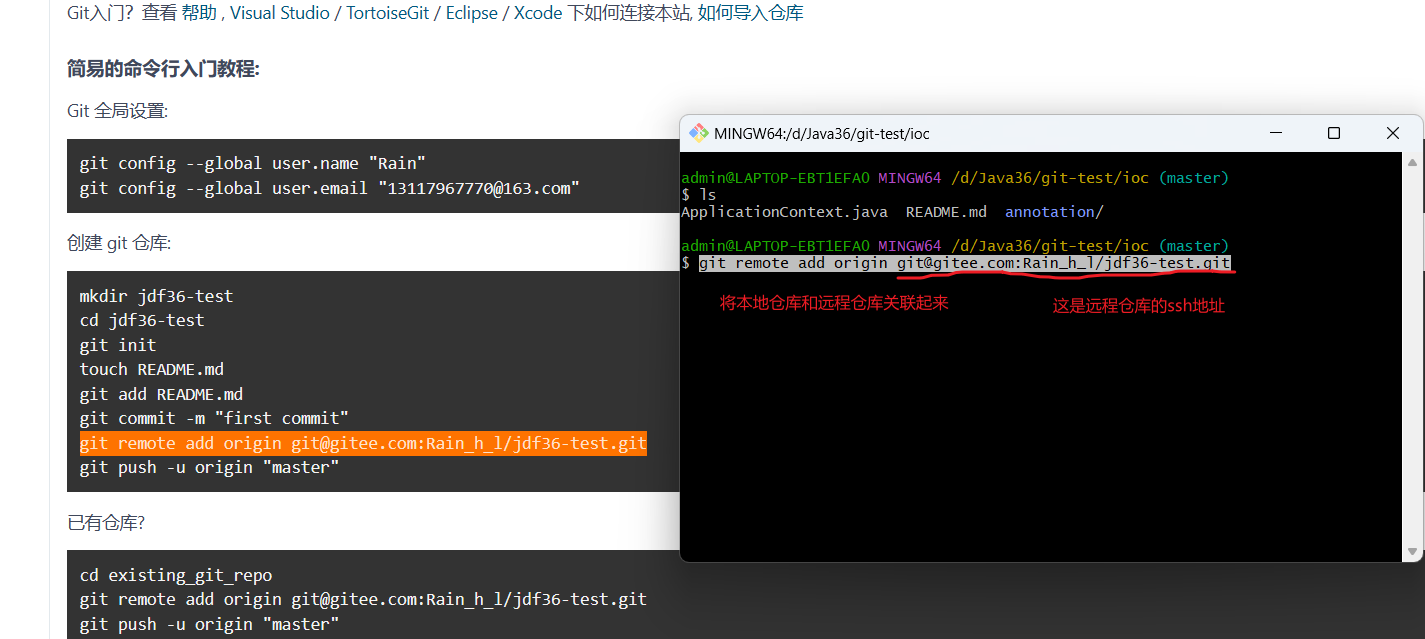 Git入门？查看 帮助 , Visual Studio / TortoiseGit / Eclipse / Xcode 下如何连接本站, 如何导入仓库
简易的命令行入门教程:
Git 全局设置:
git config --global user.name "Rain"
git config --global user.email "13117967770@163.com"
创建 git 仓库:
mkdir jdf36-test
cd jdf36-test
git init
touch README.md
git add README.md
git commit -m "first commit"
git remote add origin git@gitee.com:Rain_h_l/jdf36-test.git
git push -u origin "master"
已有仓库?
cd existing_git_repo
git remote add origin git@gitee.com:Rain_h_l/jdf36-test.git
git push -u origin "master"
MINGW64:/d/Java36/git-test/ioc
admin@LAPTOP-EBT1EFA0 MINGW64 /d/Java36/git-test/ioc (master)
$ ls
ApplicationContext.java README.md annotation/
admin@LAPTOP-EBT1EFA0 MINGW64 /d/Java36/git-test/ioc (master)
$ git remote add origin git@gitee.com:Rain_h_l/jdf36-test.git
将本地仓库和远程仓库关联起来 这是远程仓库的ssh地址